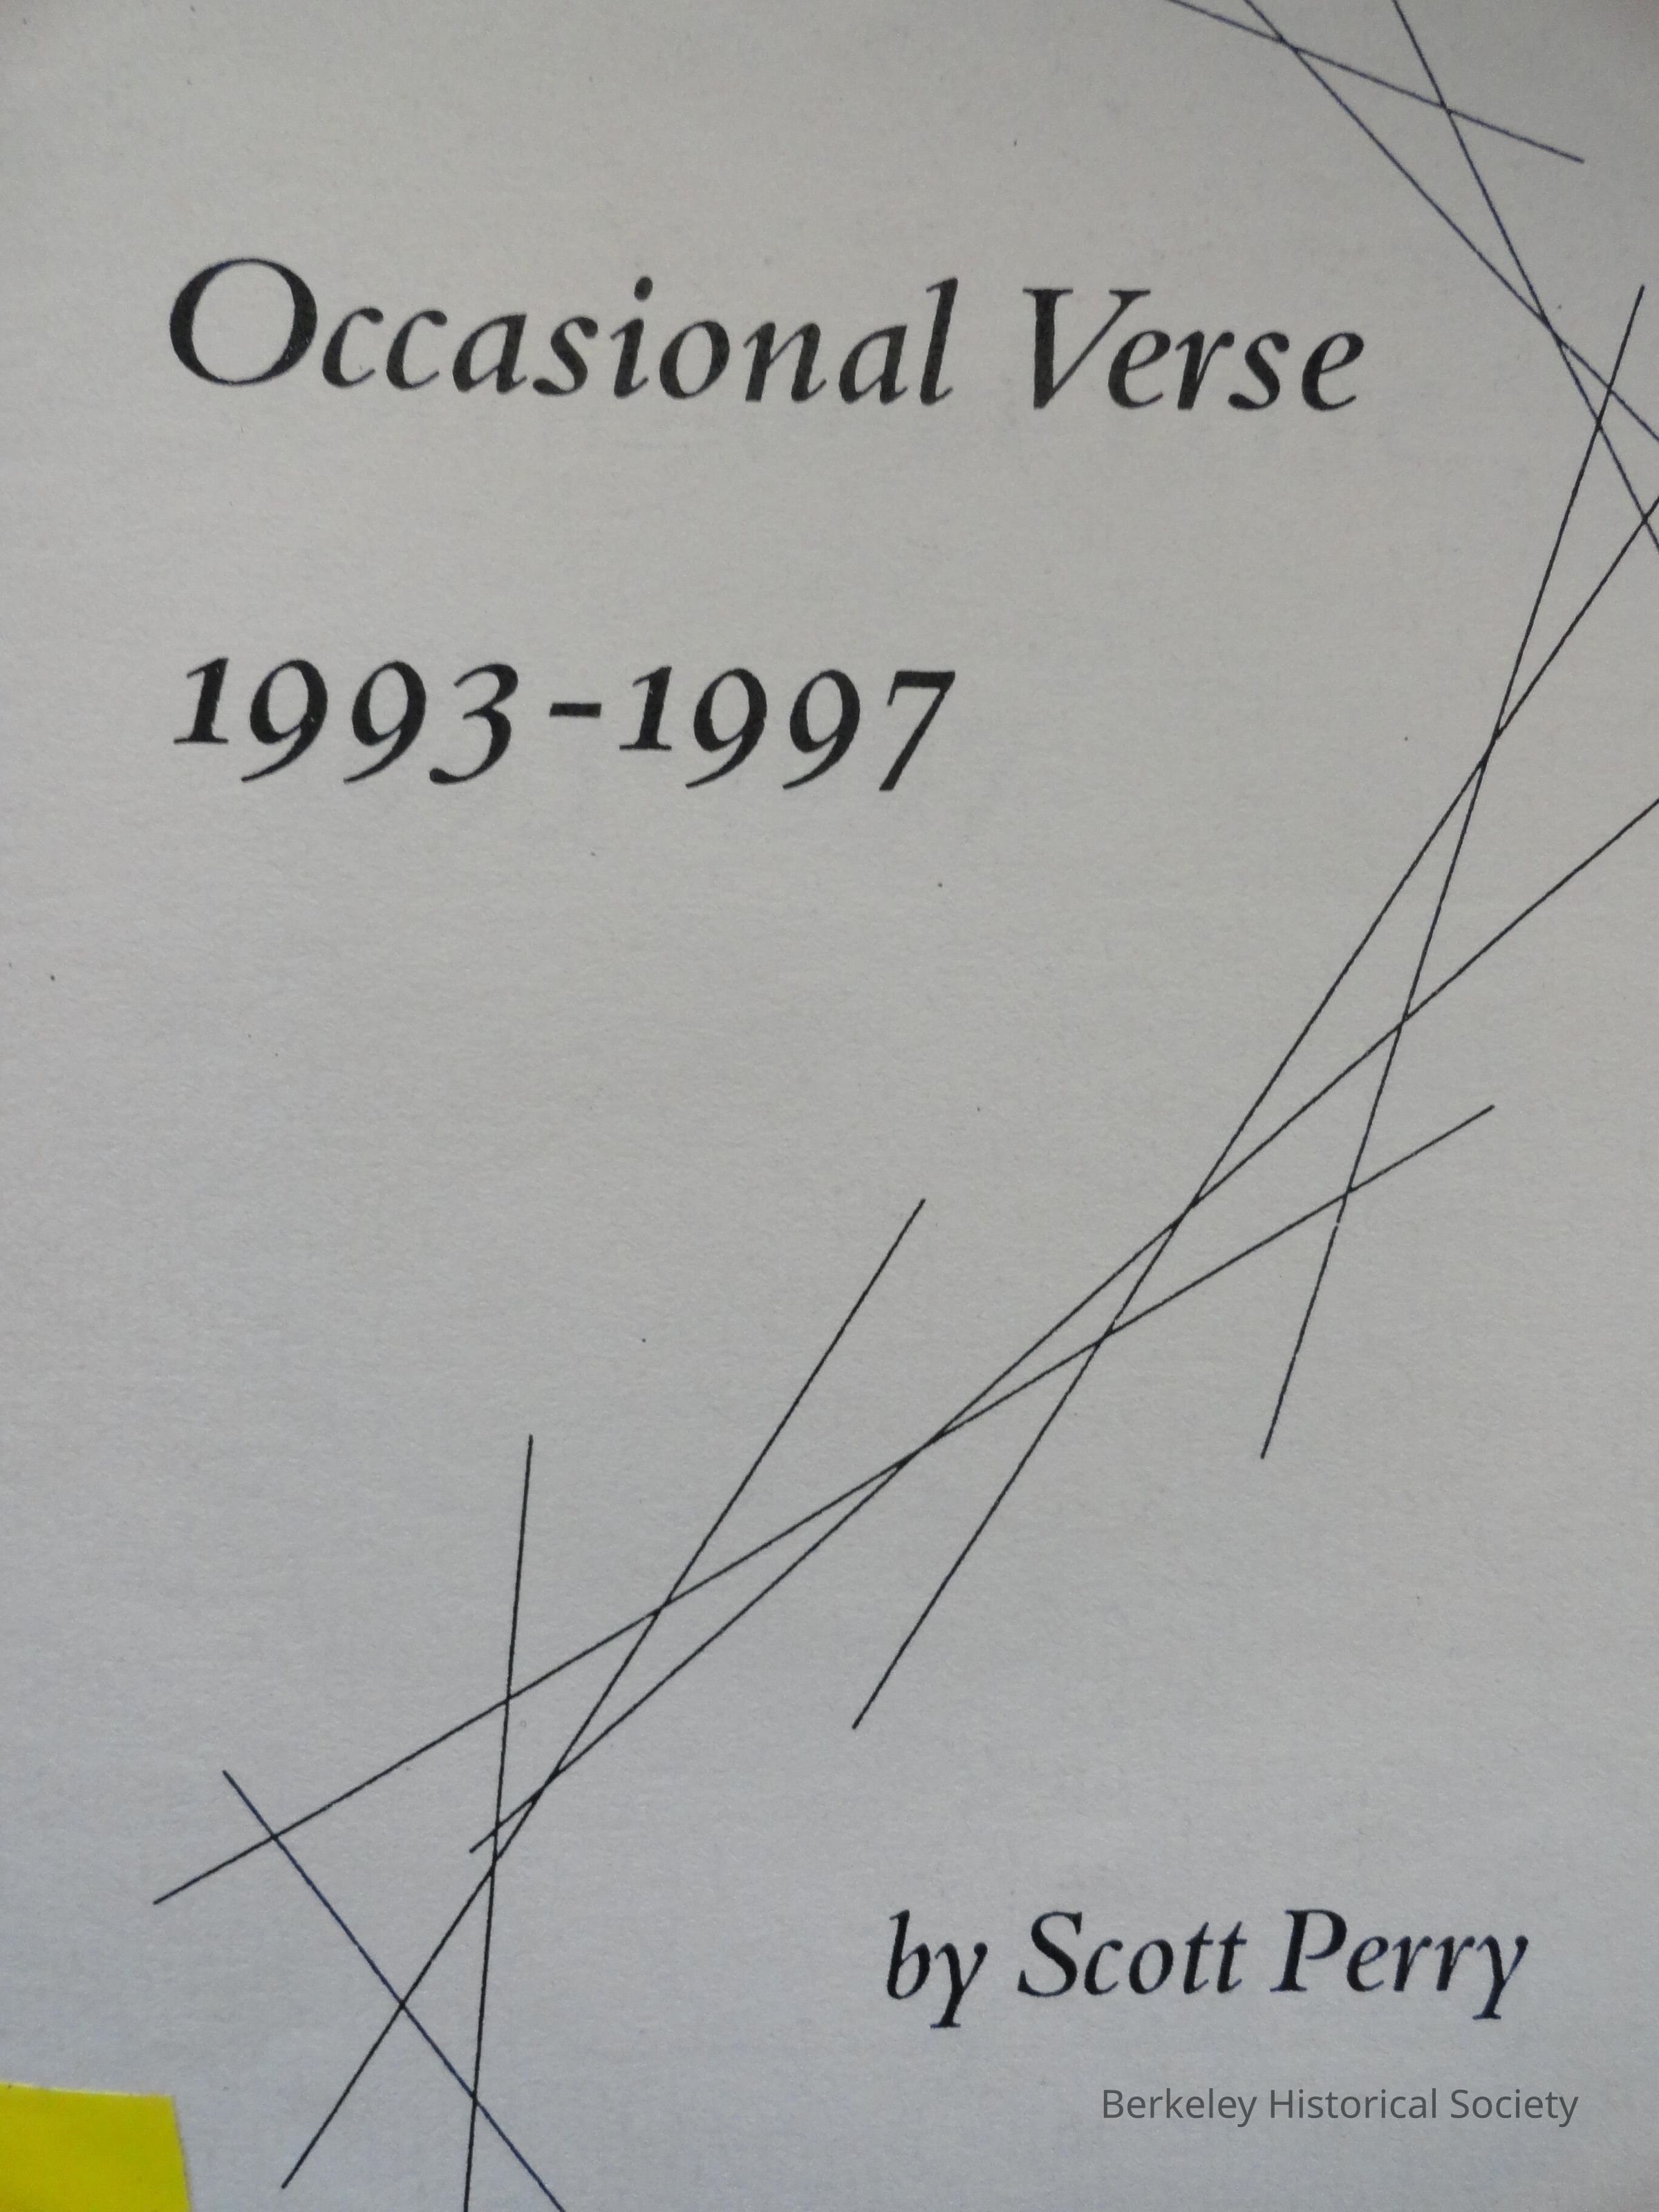 Occasional Verse
1993-1997
by Scott Perry
Berkeley Historical Society